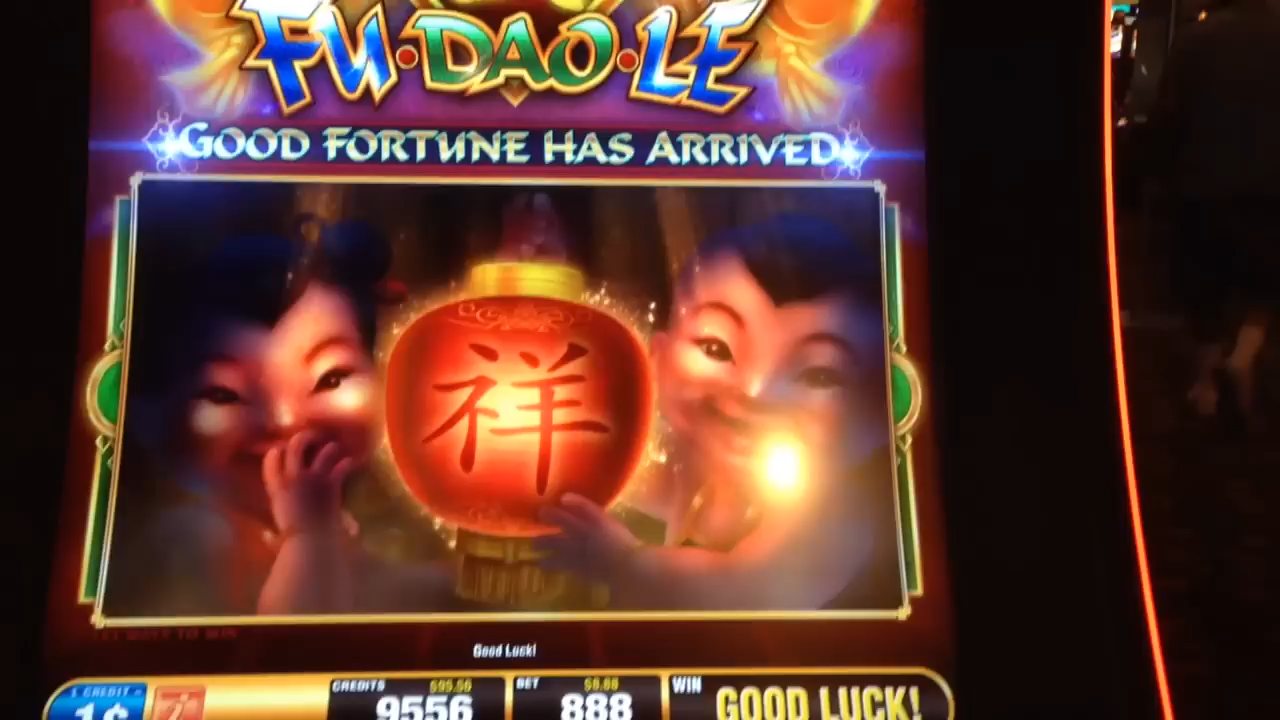 FU·DAO·LE
GOOD FORTUNE HAS ARRIVED
祥
Good Luck!
1 CREDIT =
1¢
CREDITS $95.56
9556
BET $8.88
888
WIN GOOD LUCK!